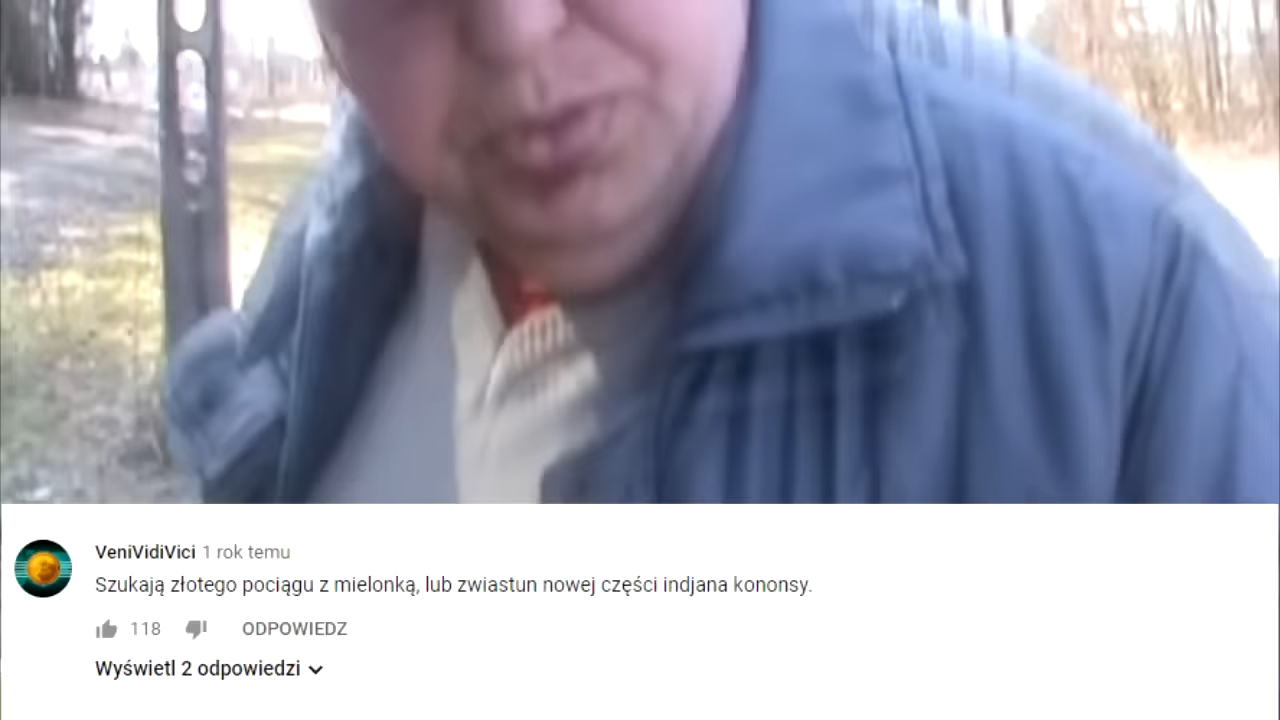 VeniVidiVici 1 rok temu
Szukają złotego pociągu z mielonką, lub zwiastun nowej części indjana kononsy.
118 ODPOWIEDZ
Wyświetl 2 odpowiedzi